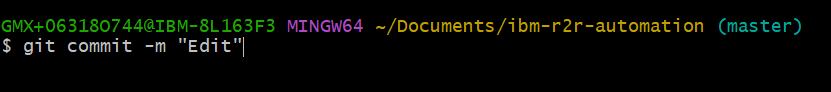 GMX+06318O744@IBM-8L163F3 MINGW64 ~/Documents/ibm-r2r-automation (master)
$ git commit -m "Edit"